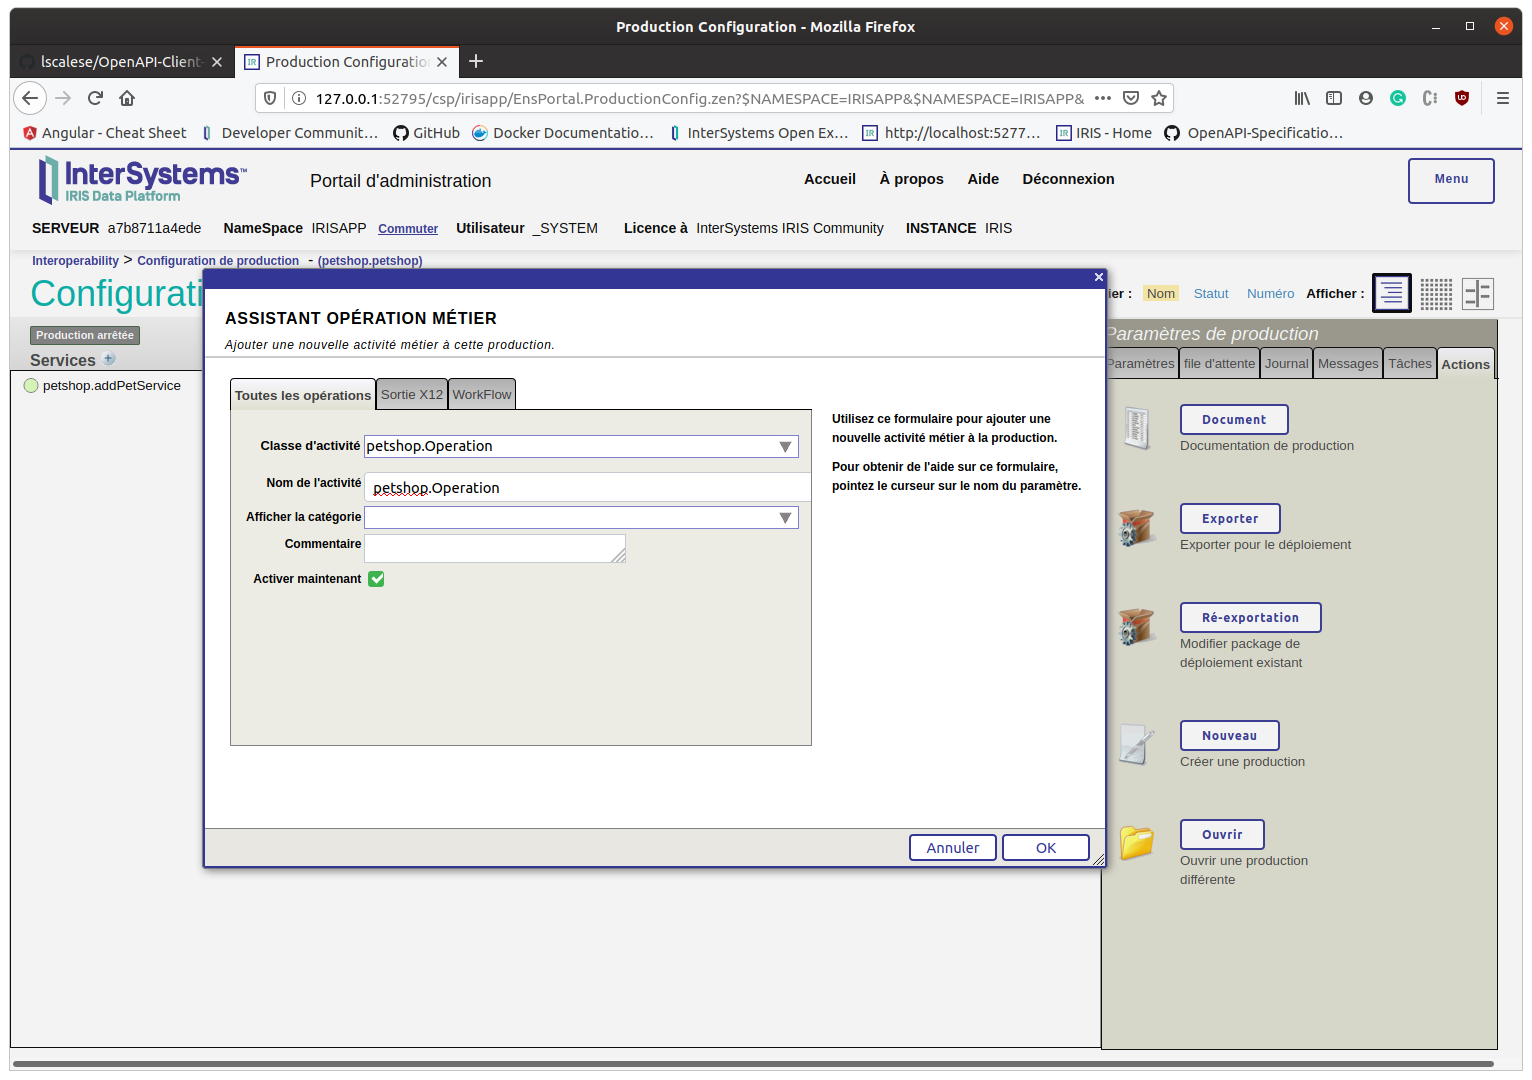 Production Configuration - Mozilla Firefox
lscalese/OpenAPI-Client-
Production Configuratio
127.0.0.1:52795/csp/irisapp/EnsPortal.ProductionConfig.zen?$NAMESPACE=IRISAPP&$NAMESPACE=IRISAPP&
Angular - Cheat Sheet Developer Communit… GitHub Docker Documentatio… InterSystems Open Ex… http://localhost:5277… IRIS - Home OpenAPI-Specificatio…
InterSystems™
IRIS Data Platform
Portail d'administration
Accueil À propos Aide Déconnexion
Menu
SERVEUR a7b8711a4ede NameSpace IRISAPP Commuter Utilisateur _SYSTEM Licence à InterSystems IRIS Community INSTANCE IRIS
Interoperability > Configuration de production - (petshop.petshop)
Configurati
ier : Nom Statut Numéro Afficher :
Production arrêtée
Services
petshop.addPetService
ASSISTANT OPÉRATION MÉTIER
Ajouter une nouvelle activité métier à cette production.
Toutes les opérations Sortie X12 WorkFlow
Classe d'activité petshop.Operation
Nom de l'activité petshop.Operation
Afficher la catégorie
Commentaire
Activer maintenant
Utilisez ce formulaire pour ajouter une
nouvelle activité métier à la production.
Pour obtenir de l'aide sur ce formulaire,
pointez le curseur sur le nom du paramètre.
Annuler OK
Paramètres de production
Paramètres file d'attente Journal Messages Tâches Actions
Document
Documentation de production
Exporter
Exporter pour le déploiement
Ré-exportation
Modifier package de
déploiement existant
Nouveau
Créer une production
Ouvrir
Ouvrir une production
différente